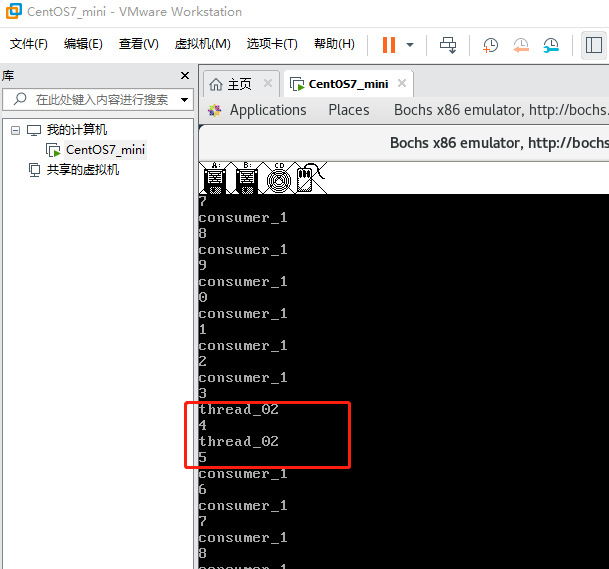 CentOS7_mini - VMware Workstation
文件(F) 编辑(E) 查看(V) 虚拟机(M) 选项卡(T) 帮助(H)
库
在此处键入内容进行搜索
我的计算机
CentOS7_mini
共享的虚拟机
主页 CentOS7_mini
Applications Places Bochs x86 emulator, http://bochs.
Bochs x86 emulator, http://bochs
A: B: CD
7
consumer_1
8
consumer_1
9
consumer_1
0
consumer_1
1
consumer_1
2
consumer_1
3
thread_02
4
thread_02
5
consumer_1
6
consumer_1
7
consumer_1
8
consumer_1